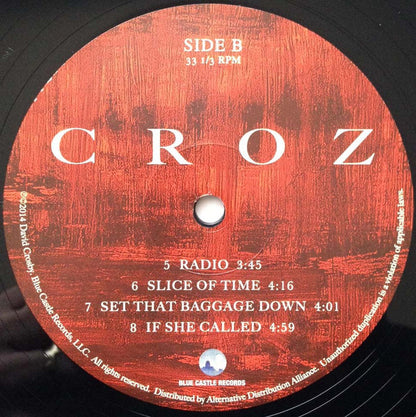 SIDE B
33 1/3 RPM
CROZ
5 RADIO 3:45
6 SLICE OF TIME 4:16
7 SET THAT BAGGAGE DOWN 4:01
8 IF SHE CALLED 4:59
BLUE CASTLE RECORDS
℗©2014 David Crosby, Blue Castle Records, LLC. All rights reserved. Distributed by Alternative Distribution Alliance. Unauthorized duplication is a violation of applicable laws.